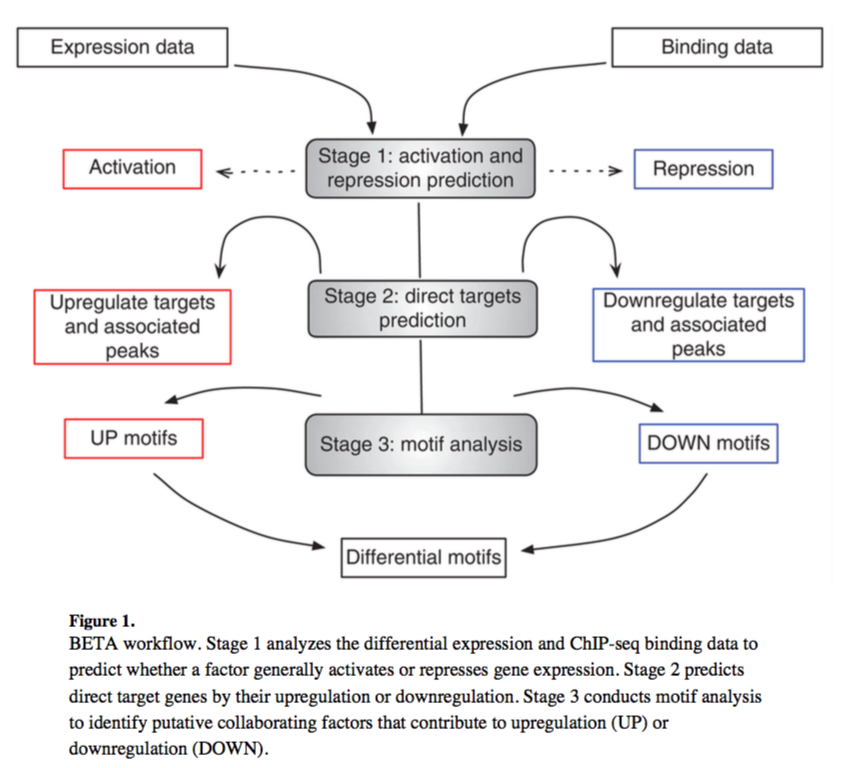 Expression data
Binding data
Stage 1: activation and
repression prediction
Activation
Repression
Stage 2: direct targets
prediction
Upregulate targets
and associated
peaks
Downregulate targets
and associated
peaks
Stage 3: motif analysis
UP motifs
DOWN motifs
Differential motifs
Figure 1.
BETA workflow. Stage 1 analyzes the differential expression and ChIP-seq binding data to
predict whether a factor generally activates or represses gene expression. Stage 2 predicts
direct target genes by their upregulation or downregulation. Stage 3 conducts motif analysis
to identify putative collaborating factors that contribute to upregulation (UP) or
downregulation (DOWN).